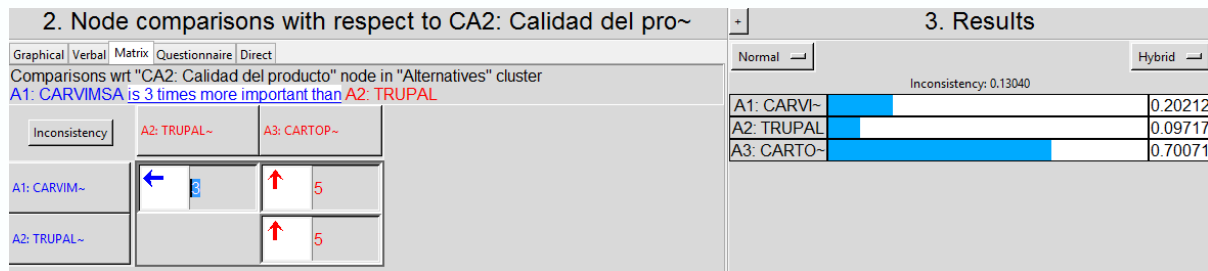 2. Node comparisons with respect to CA2: Calidad del pro~
Graphical Verbal Matrix Questionnaire Direct
Comparisons wrt "CA2: Calidad del producto" node in "Alternatives" cluster
A1: CARVIMSA is 3 times more important than A2: TRUPAL
Inconsistency A2: TRUPAL~ A3: CARTOP~
A1: CARVIM~ 3 5
A2: TRUPAL~ 5
+ 3. Results
Normal Hybrid
Inconsistency: 0.13040
A1: CARVI~ 0.20212
A2: TRUPAL 0.09717
A3: CARTO~ 0.70071